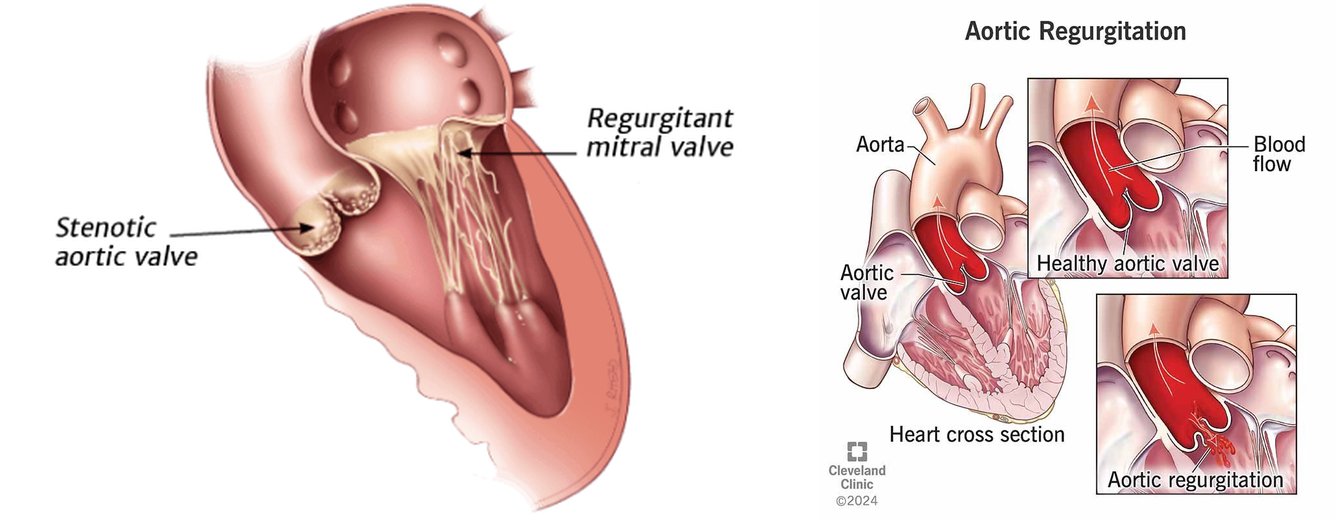 Regurgitant
mitral valve
Stenotic
aortic valve
Aortic Regurgitation
Aorta
Blood
flow
Healthy aortic valve
Aortic
valve
Heart cross section
Aortic regurgitation
Cleveland
Clinic
©2024